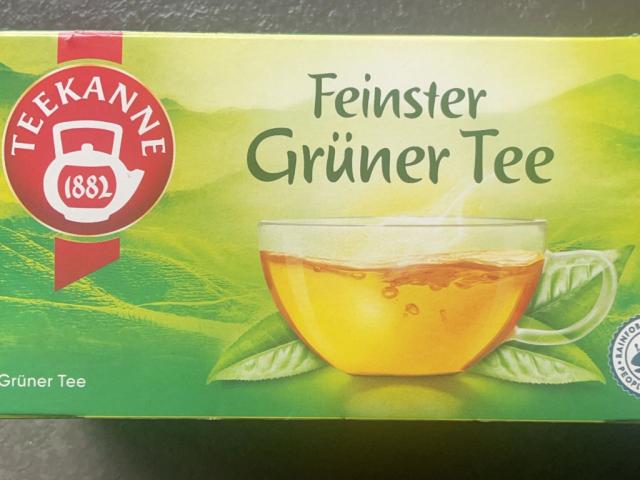 TEEKANNE
1882
Feinster
Grüner Tee
Grüner Tee